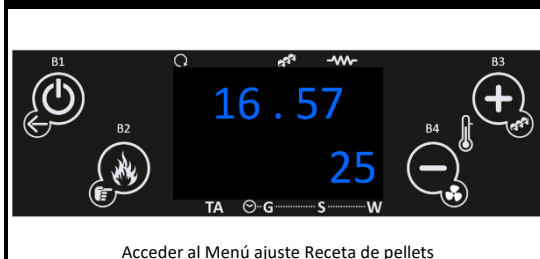 B1
B3
16 . 57
B2
B4
25
TA G S W
Acceder al Menú ajuste Receta de pellets